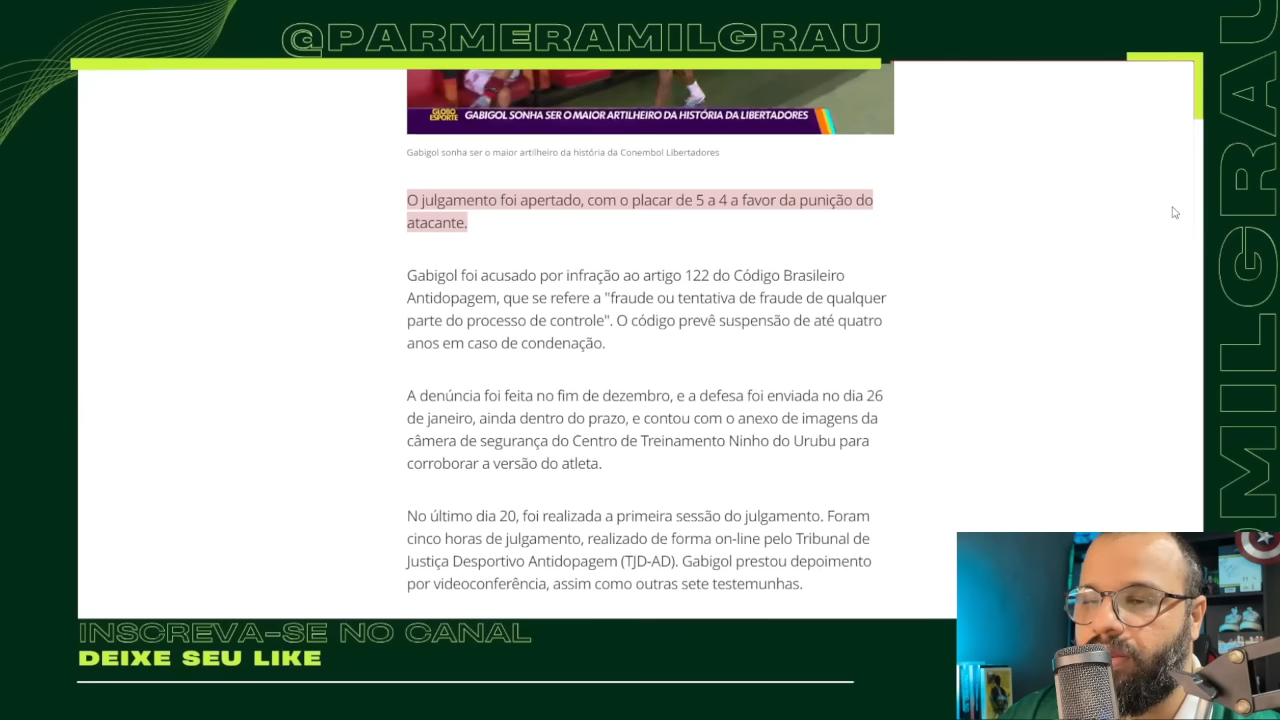 @PARMERAMILGRAU
GLOBO ESPORTE GABIGOL SONHA SER O MAIOR ARTILHEIRO DA HISTÓRIA DA LIBERTADORES
Gabigol sonha ser o maior artilheiro da história da Conembol Libertadores
O julgamento foi apertado, com o placar de 5 a 4 a favor da punição do
atacante.
Gabigol foi acusado por infração ao artigo 122 do Código Brasileiro
Antidopagem, que se refere a "fraude ou tentativa de fraude de qualquer
parte do processo de controle". O código prevê suspensão de até quatro
anos em caso de condenação.
A denúncia foi feita no fim de dezembro, e a defesa foi enviada no dia 26
de janeiro, ainda dentro do prazo, e contou com o anexo de imagens da
câmera de segurança do Centro de Treinamento Ninho do Urubu para
corroborar a versão do atleta.
No último dia 20, foi realizada a primeira sessão do julgamento. Foram
cinco horas de julgamento, realizado de forma on-line pelo Tribunal de
Justiça Desportivo Antidopagem (TJD-AD). Gabigol prestou depoimento
por videoconferência, assim como outras sete testemunhas.
INSCREVA-SE NO CANAL
DEIXE SEU LIKE
MILGRAU